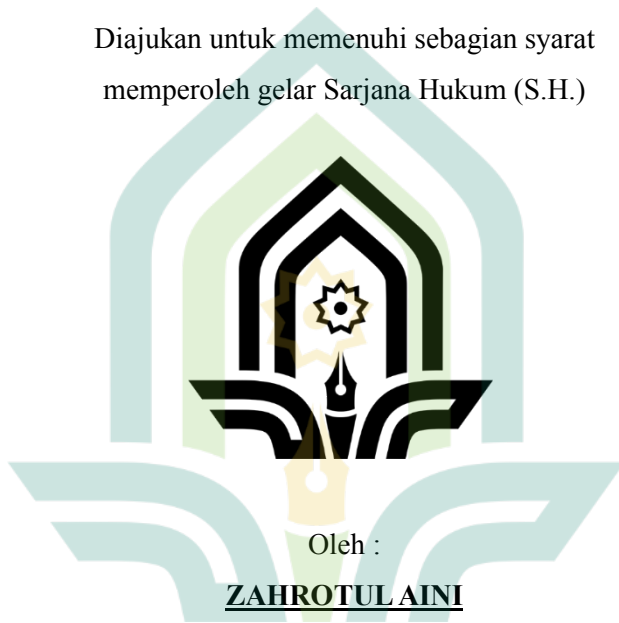 Diajukan untuk memenuhi sebagian syarat
memperoleh gelar Sarjana Hukum (S.H.)
Oleh :
ZAHROTUL AINI